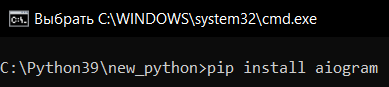 Выбрать C:\WINDOWS\system32\cmd.exe
C:\Python39\new_python>pip install aiogram